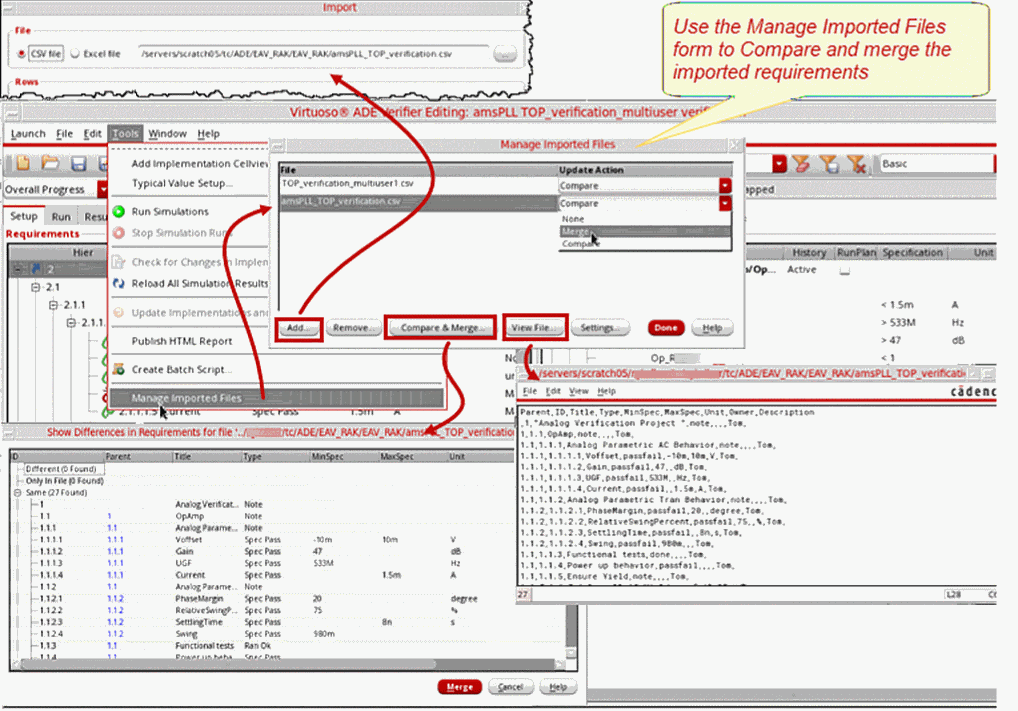 Import
File
CSV file Excel file /servers/scratch05/tc/ADE/EAV_RAK/EAV_RAK/amsPLL_TOP_verification.csv
Rows
Use the Manage Imported Files
form to Compare and merge the
imported requirements
Virtuoso® ADE Verifier Editing: amsPLL TOP_verification_multiuser
Launch File Edit Tools Window Help
Basic
Overall Progress
Setup Run
Requirements
Hier
2
2.1
2.1.1
2.1.1.
Add Implementation
Typical Value Setup...
Run Simulations
Stop Simulation
Check for Changes in
Reload All Simulation Results
Update Implementations and
Publish HTML Report
Create Batch Script...
Manage Imported Files
Current Spec Pass 1.5m A
Manage Imported Files
File Update Action
TOP_verification_multiuser1.csv Compare
amsPLL_TOP_verification.csv Compare
None
Merge
Compare
Add... Remove... Compare & Merge... View File... Settings... Done Help
History RunPlan Specification Unit
Active
< 1.5m A
> 533M Hz
> 47 dB
< 1
/servers/scratch05/ /tc/ADE/EAV_RAK/EAV_RAK/amsPLL_TOP_verificati
File Edit View Help
cādenc
Parent,ID,Title,Type,MinSpec,MaxSpec,Unit,Owner,Description
,1,"Analog Verification Project ",note,,,,Tom,
1,1.1,OpAmp,note,,,,Tom,
1.1,1.1.1,Analog Parametric AC Behavior,note,,,,Tom,
1.1.1,1.1.1.1,Voffset,passfail,-10m,10m,V,Tom,
1.1.1,1.1.1.2,Gain,passfail,47,,dB,Tom,
1.1.1,1.1.1.3,UGF,passfail,533M,,Hz,Tom,
1.1.1,1.1.1.4,Current,passfail,,1.5m,A,Tom,
1.1,1.1.2,Analog Parametric Tran Behavior,note,,,,Tom,
1.1.2,1.1.2.1,PhaseMargin,passfail,20,,degree,Tom,
1.1.2,1.1.2.2,RelativeSwingPercent,passfail,75,,%,Tom,
1.1.2,1.1.2.3,SettlingTime,passfail,,8n,s,Tom,
1.1.2,1.1.2.4,Swing,passfail,980m,,,Tom,
1.1,1.1.3,Functional tests,done,,,,Tom,
1.1,1.1.4,Power up behavior,passfail,,,,Tom,
1.1,1.1.5,Ensure Yield,note,,,,Tom,
27 L28
Show Differences in Requirements for file '../ /tc/ADE/EAV_RAK/EAV_RAK/amsPLL_TOP_verification
ID Parent Title Type MinSpec MaxSpec Unit
Different (0 Found)
Only In File (0 Found)
Same (27 Found)
1 Analog Verificat... Note
1.1 1 OpAmp Note
1.1.1 1.1 Analog Parame... Note
1.1.1.1 1.1.1 Voffset Spec Pass -10m 10m V
1.1.1.2 1.1.1 Gain Spec Pass 47 dB
1.1.1.3 1.1.1 UGF Spec Pass 533M Hz
1.1.1.4 1.1.1 Current Spec Pass 1.5m A
1.1.2 1.1 Analog Parame... Note
1.1.2.1 1.1.2 PhaseMargin Spec Pass 20 degree
1.1.2.2 1.1.2 RelativeSwingP... Spec Pass 75 %
1.1.2.3 1.1.2 SettlingTime Spec Pass 8n s
1.1.2.4 1.1.2 Swing Spec Pass 980m
1.1.3 1.1 Functional tests Ran Ok
1.1.4 1.1 Power up beha... Spec Pass
Merge Cancel Help